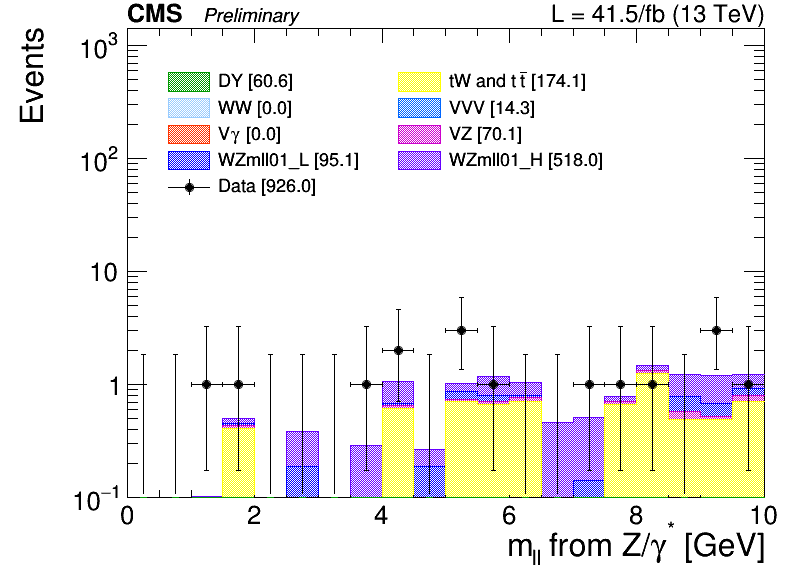 CMS Preliminary L = 41.5/fb (13 TeV)
Events
10³
10²
10
1
10⁻¹
DY [60.6] tW and tt̅ [174.1]
WW [0.0] VVV [14.3]
Vγ [0.0] VZ [70.1]
WZmll01_L [95.1] WZmll01_H [518.0]
Data [926.0]
0 2 4 6 8 10
m_ll from Z/γ* [GeV]